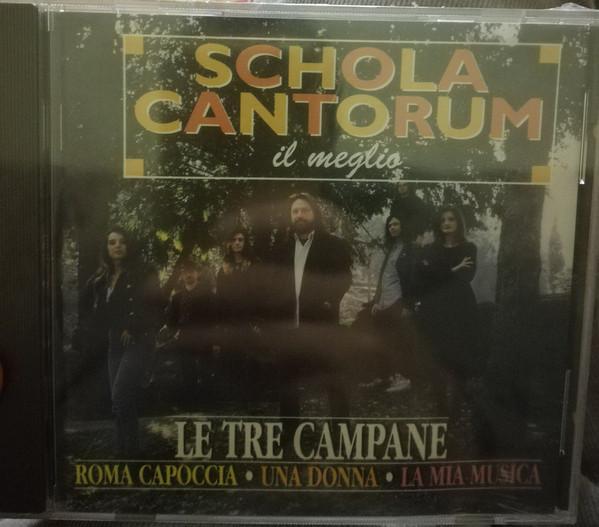 SCHOLA
CANTORUM
il meglio
LE TRE CAMPANE
ROMA CAPOCCIA • UNA DONNA • LA MIA MUSICA